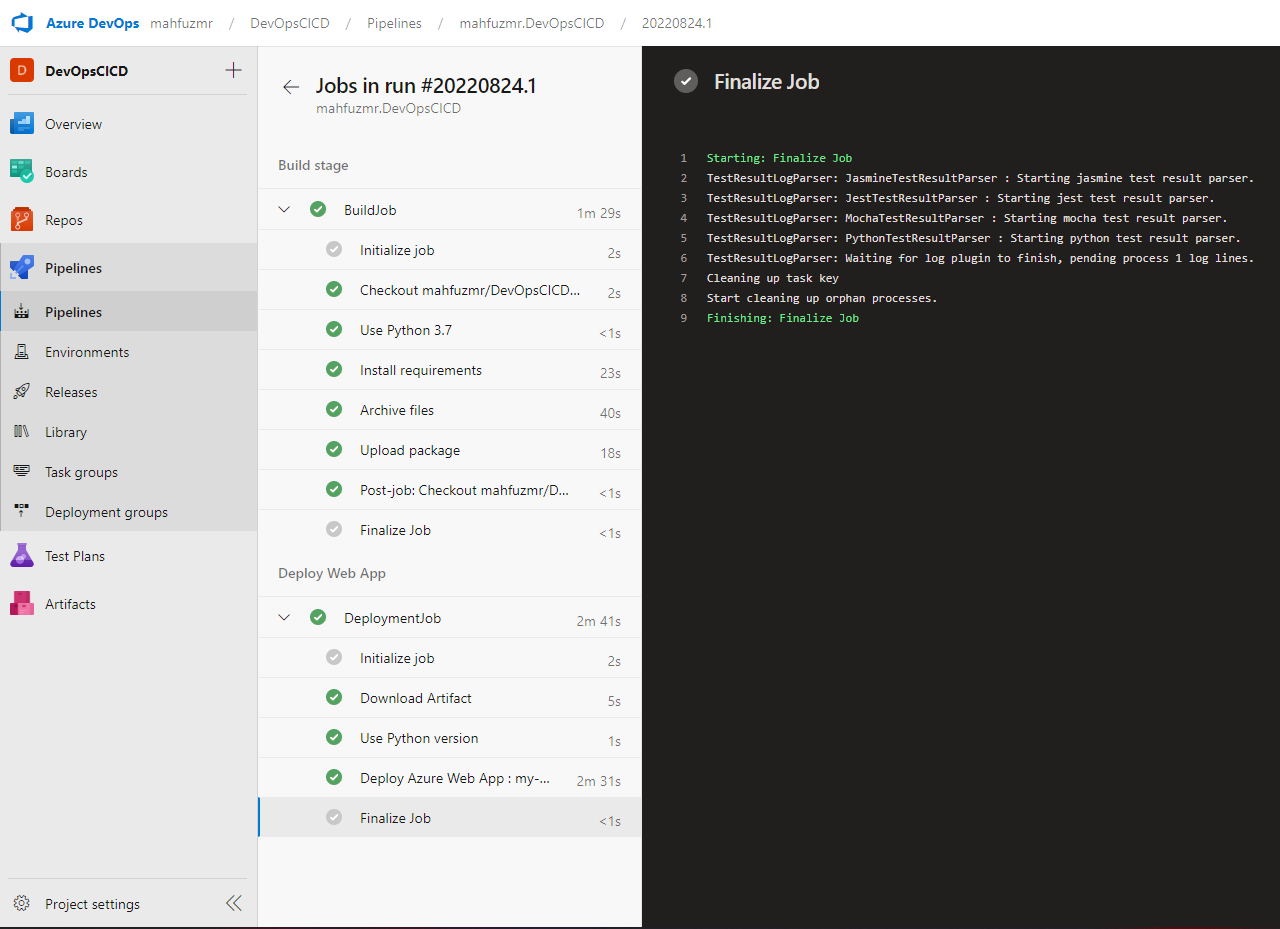 Azure DevOps mahfuzmr / DevOpsCICD / Pipelines / mahfuzmr.DevOpsCICD / 20220824.1
D DevOpsCICD
Overview
Boards
Repos
Pipelines
Pipelines
Environments
Releases
Library
Task groups
Deployment groups
Test Plans
Artifacts
Project settings
Jobs in run #20220824.1
mahfuzmr.DevOpsCICD
Build stage
BuildJob 1m 29s
Initialize job 2s
Checkout mahfuzmr/DevOpsCICD... 2s
Use Python 3.7 <1s
Install requirements 23s
Archive files 40s
Upload package 18s
Post-job: Checkout mahfuzmr/D... <1s
Finalize Job <1s
Deploy Web App
DeploymentJob 2m 41s
Initialize job 2s
Download Artifact 5s
Use Python version 1s
Deploy Azure Web App : my-... 2m 31s
Finalize Job <1s
Finalize Job
1 Starting: Finalize Job
2 TestResultLogParser: JasmineTestResultParser : Starting jasmine test result parser.
3 TestResultLogParser: JestTestResultParser : Starting jest test result parser.
4 TestResultLogParser: MochaTestResultParser : Starting mocha test result parser.
5 TestResultLogParser: PythonTestResultParser : Starting python test result parser.
6 TestResultLogParser: Waiting for log plugin to finish, pending process 1 log lines.
7 Cleaning up task key
8 Start cleaning up orphan processes.
9 Finishing: Finalize Job